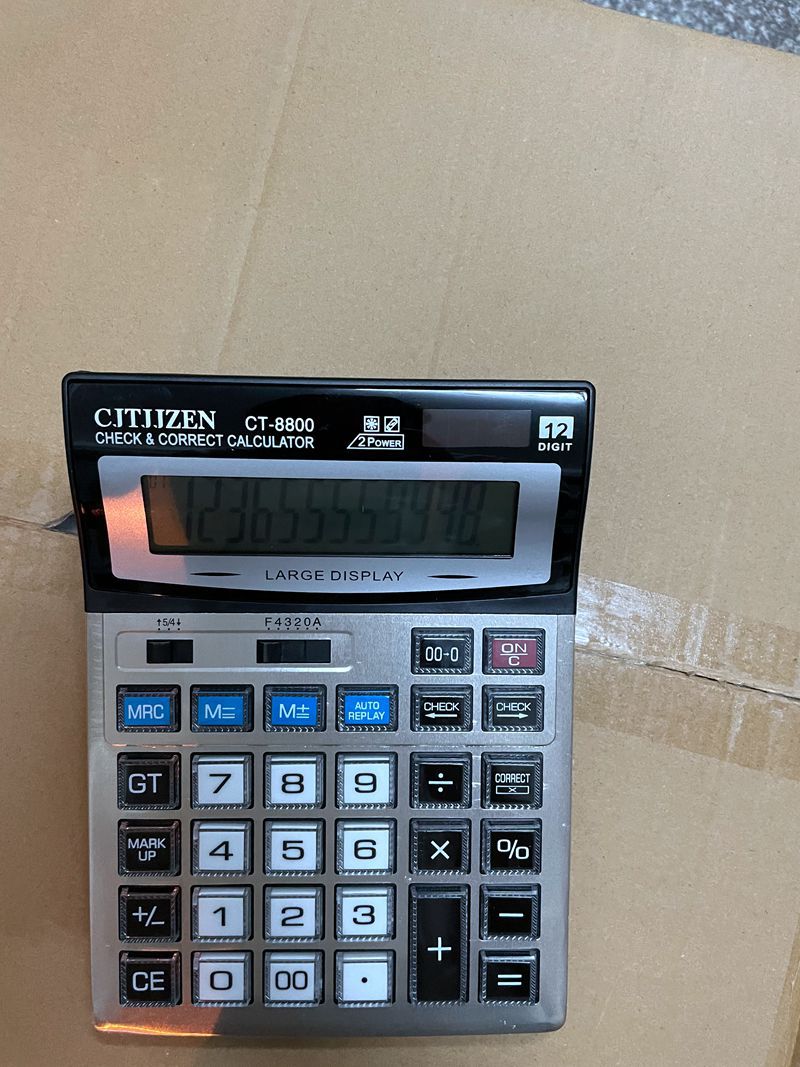 CJTJJZEN CT-8800
CHECK & CORRECT CALCULATOR
2 POWER
12
DIGIT
LARGE DISPLAY
↑5/4↓ F4320A
00-0 ON/C
MRC M= M± AUTO REPLAY CHECK ← CHECK →
GT 7 8 9 ÷ CORRECT ×
MARK UP 4 5 6 × %
+/− 1 2 3 + −
CE 0 00 . =